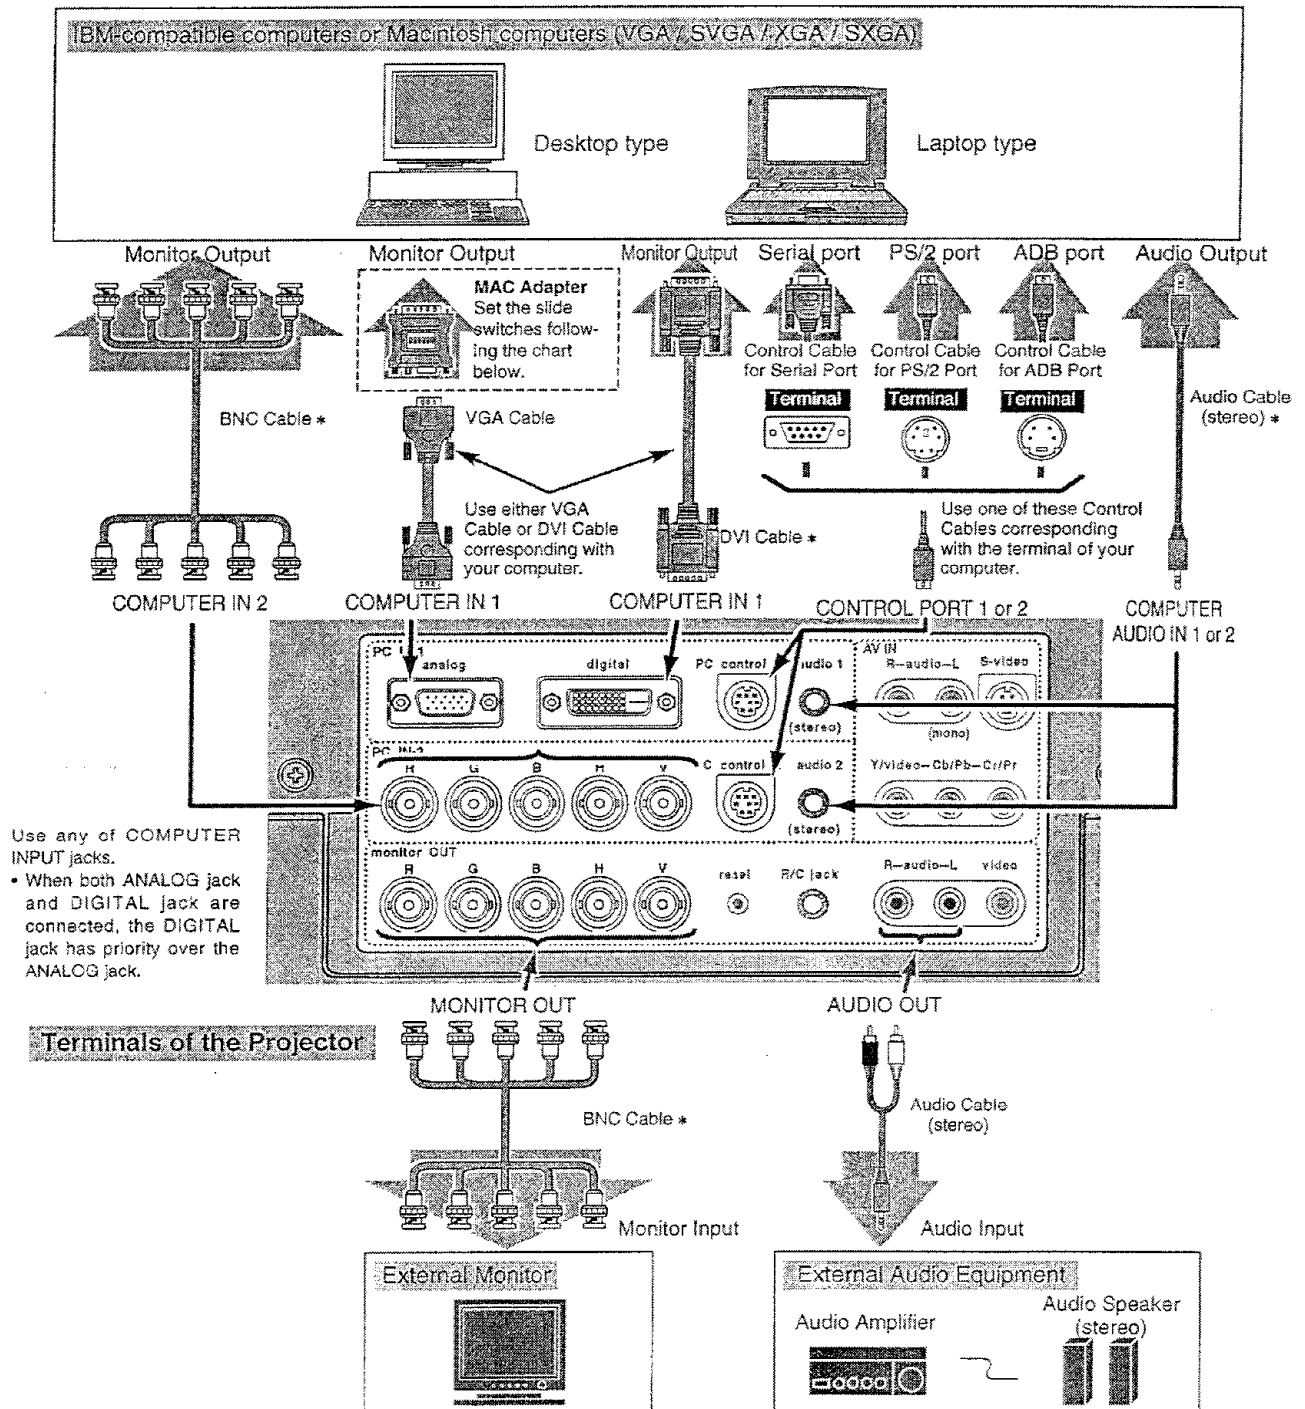 IBM-compatible computers or Macintosh computers (VGA / SVGA / XGA / SXGA)
Desktop type
Laptop type
Monitor Output
Monitor Output
Monitor Output
Serial port
PS/2 port
ADB port
Audio Output
MAC Adapter
Set the slide
switches follow-
ing the chart
below.
Control Cable
for Serial Port
Control Cable
for PS/2 Port
Control Cable
for ADB Port
Terminal
Terminal
Terminal
BNC Cable *
VGA Cable
Audio Cable
(stereo) *
Use either VGA
Cable or DVI Cable
corresponding with
your computer.
DVI Cable *
Use one of these Control
Cables corresponding
with the terminal of your
computer.
COMPUTER IN 2
COMPUTER IN 1
COMPUTER IN 1
CONTROL PORT 1 or 2
COMPUTER
AUDIO IN 1 or 2
PC
analog
digital
PC control
audio 1
(stereo)
AV IN
R–audio–L
S-video
(mono)
PC IN-2
R
G
B
H
V
C control
audio 2
(stereo)
Y/video–Cb/Pb–Cr/Pr
monitor OUT
R
G
B
H
V
reset
R/C jack
R–audio–L
video
Use any of COMPUTER
INPUT jacks.
• When both ANALOG jack
and DIGITAL jack are
connected, the DIGITAL
jack has priority over the
ANALOG jack.
MONITOR OUT
AUDIO OUT
Terminals of the Projector
BNC Cable *
Audio Cable
(stereo)
Monitor Input
Audio Input
External Monitor
External Audio Equipment
Audio Amplifier
Audio Speaker
(stereo)